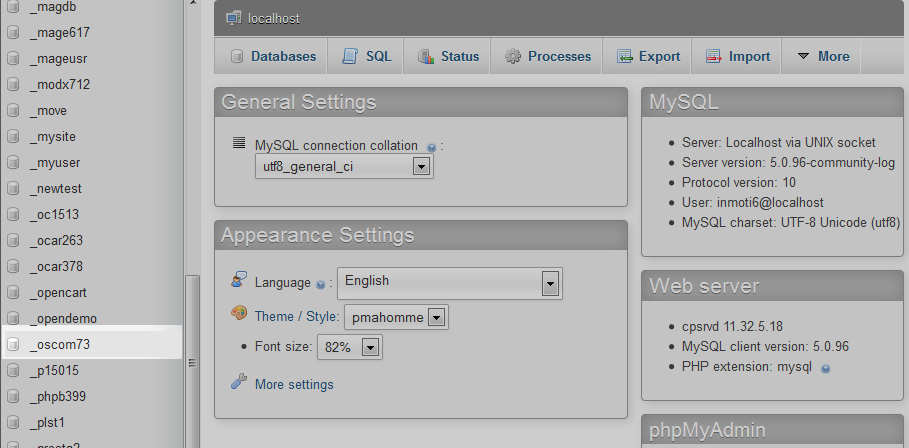 _magdb
_mage617
_mageusr
_modx712
_move
_mysite
_myuser
_newtest
_oc1513
_ocar263
_ocar378
_opencart
_opendemo
_oscom73
_p15015
_phpb399
_plst1
localhost
Databases SQL Status Processes Export Import More
General Settings
MySQL connection collation :
utf8_general_ci
Appearance Settings
Language : English
Theme / Style: pmahomme
• Font size: 82%
More settings
MySQL
• Server: Localhost via UNIX socket
• Server version: 5.0.96-community-log
• Protocol version: 10
• User: inmoti6@localhost
• MySQL charset: UTF-8 Unicode (utf8)
Web server
• cpsrvd 11.32.5.18
• MySQL client version: 5.0.96
• PHP extension: mysql
phpMyAdmin